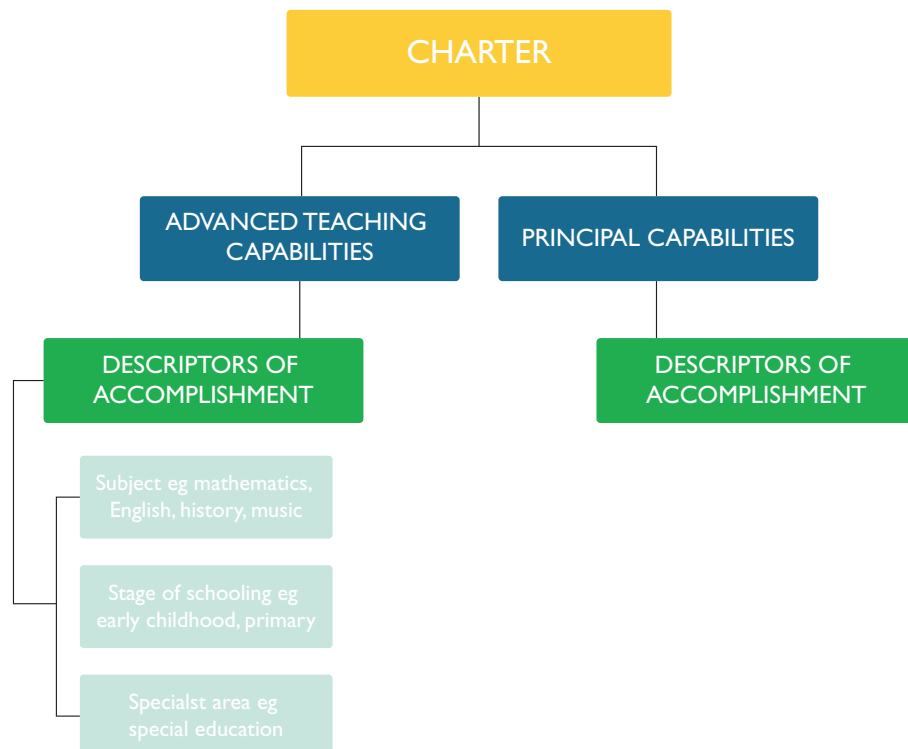 CHARTER
ADVANCED TEACHING
CAPABILITIES
PRINCIPAL CAPABILITIES
DESCRIPTORS OF
ACCOMPLISHMENT
DESCRIPTORS OF
ACCOMPLISHMENT
Subject eg mathematics,
English, history, music
Stage of schooling eg
early childhood, primary
Specialst area eg
special education